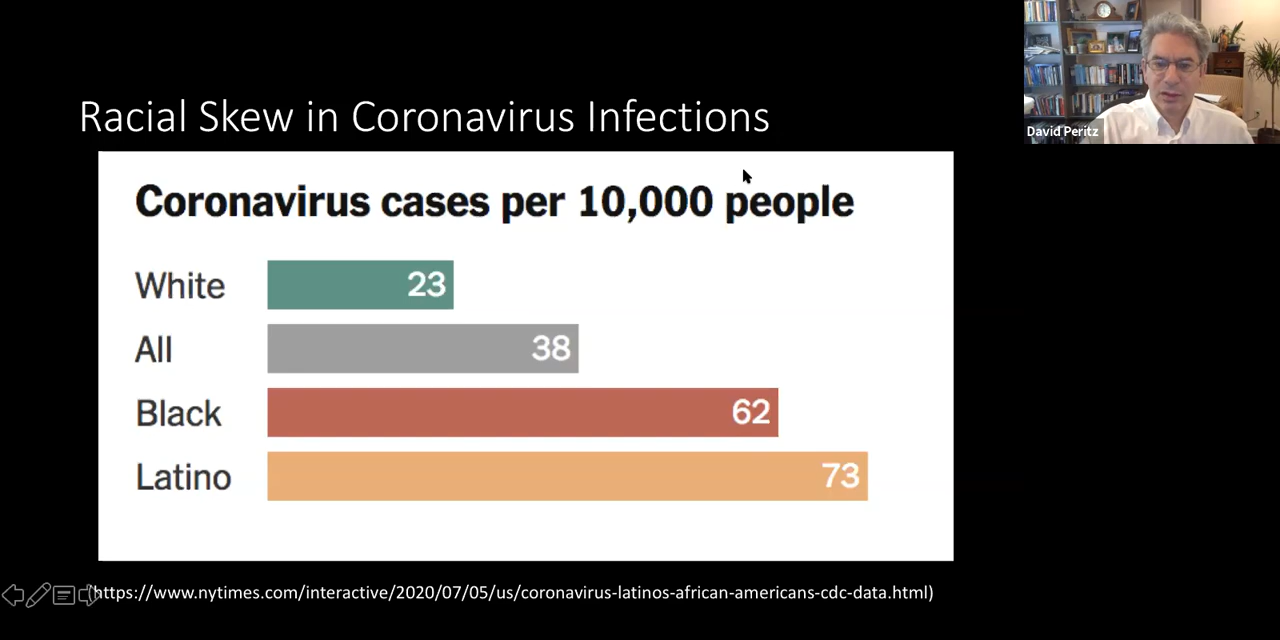 Racial Skew in Coronavirus Infections
David Peritz
Coronavirus cases per 10,000 people
White 23
All 38
Black 62
Latino 73
(https://www.nytimes.com/interactive/2020/07/05/us/coronavirus-latinos-african-americans-cdc-data.html)